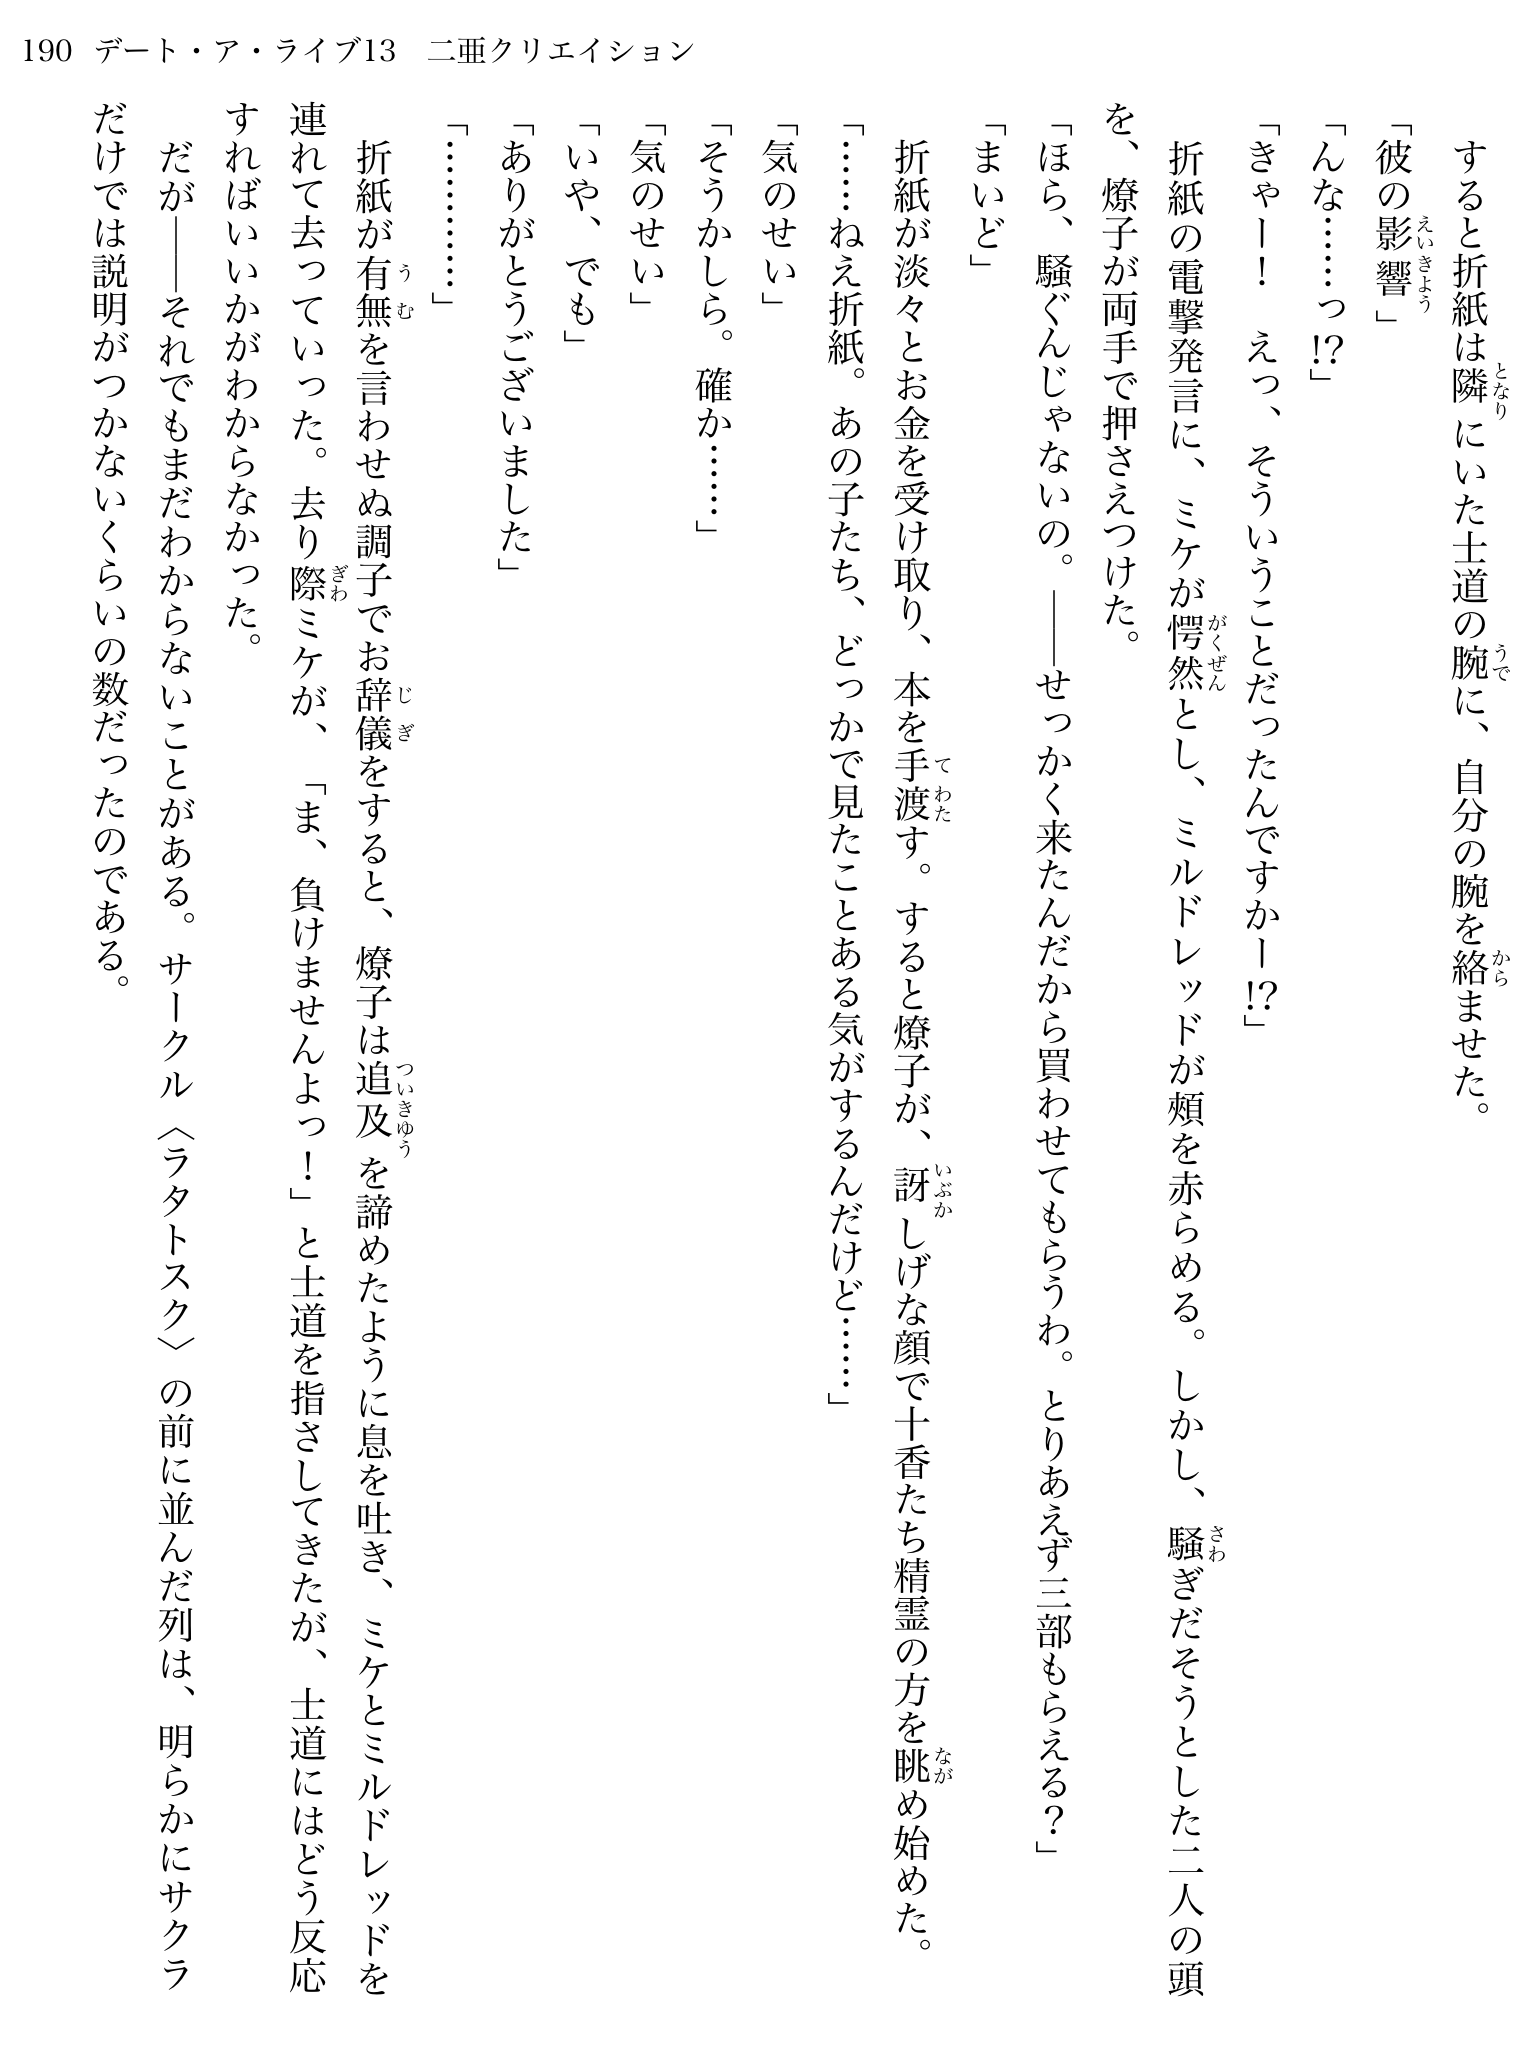 190 デート・ア・ライブ13　二亜クリエイション
　すると折紙は隣にいた士道の腕に、自分の腕を絡ませた。
「彼の影響」
「んな……っ!?」
「きゃー！　えっ、そういうことだったんですかー!?」
　折紙の電撃発言に、ミケが愕然とし、ミルドレッドが頰を赤らめる。しかし、騒ぎだそうとした二人の頭
を、燎子が両手で押さえつけた。
「ほら、騒ぐんじゃないの。――せっかく来たんだから買わせてもらうわ。とりあえず三部もらえる？」
「まいど」
　折紙が淡々とお金を受け取り、本を手渡す。すると燎子が、訝しげな顔で十香たち精霊の方を眺め始めた。
「……ねえ折紙。あの子たち、どっかで見たことある気がするんだけど……」
「気のせい」
「そうかしら。確か……」
「気のせい」
「いや、でも」
「ありがとうございました」
「…………」
　折紙が有無を言わせぬ調子でお辞儀をすると、燎子は追及を諦めたように息を吐き、ミケとミルドレッドを
連れて去っていった。去り際ミケが、「ま、負けませんよっ！」と士道を指さしてきたが、士道にはどう反応
すればいいかがわからなかった。
　だが――それでもまだわからないことがある。サークル〈ラタトスク〉の前に並んだ列は、明らかにサクラ
だけでは説明がつかないくらいの数だったのである。